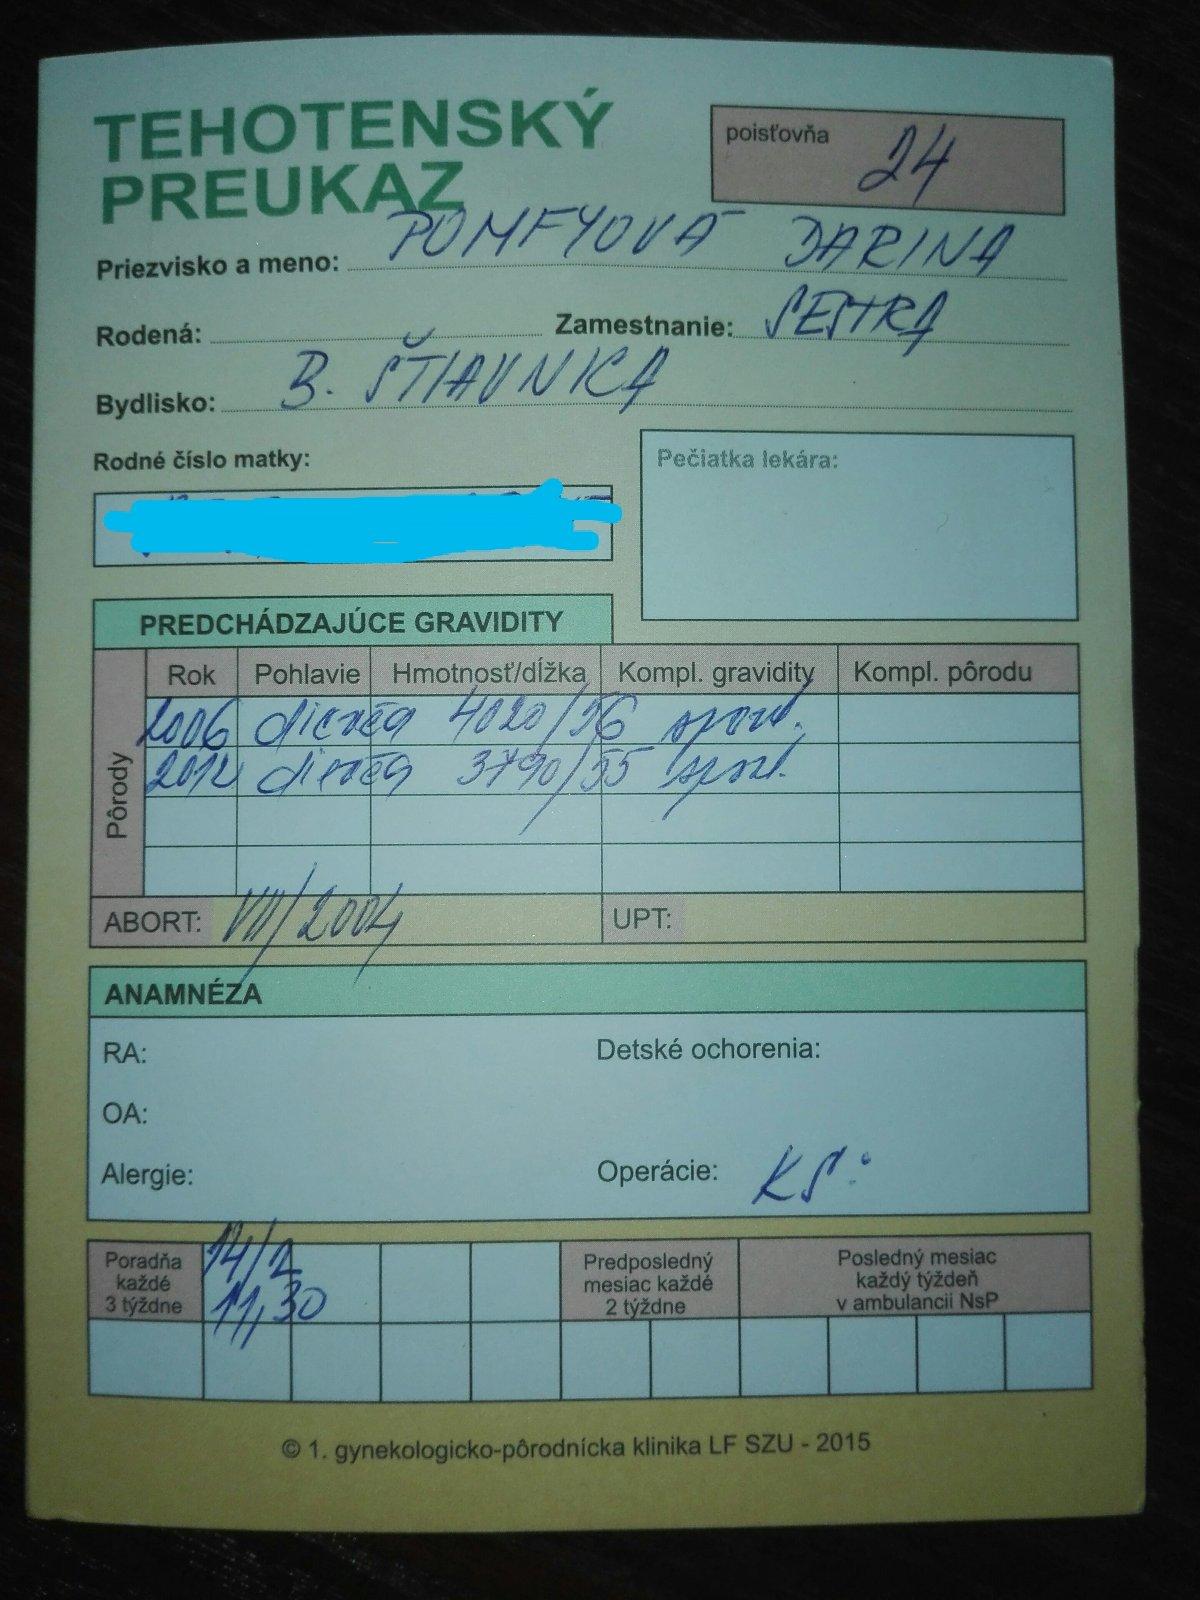 TEHOTENSKÝ
PREUKAZ
poisťovňa 24
Priezvisko a meno: POMFYOVÁ DARINA
Rodená: Zamestnanie: SESTRA
Bydlisko: B. ŠTIAVNICA
Rodné číslo matky:
Pečiatka lekára:
PREDCHÁDZAJÚCE GRAVIDITY
Rok Pohlavie Hmotnosť/dĺžka Kompl. gravidity Kompl. pôrodu
Pôrody
2006 dievča 4020/56
2012 dievča 3790/55
ABORT: VII/2004 UPT:
ANAMNÉZA
RA: Detské ochorenia:
OA:
Alergie: Operácie:
Poradňa každé 3 týždne
14/2
11,30
Predposledný mesiac každé 2 týždne
Posledný mesiac každý týždeň v ambulancii NsP
© 1. gynekologicko-pôrodnícka klinika LF SZU - 2015